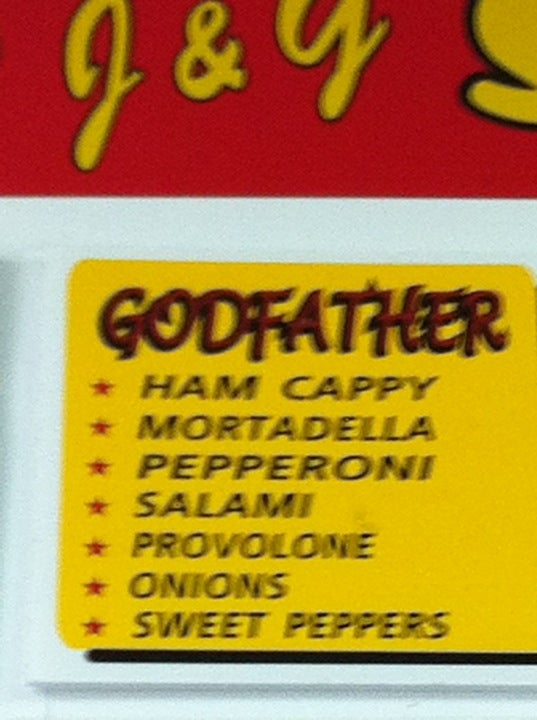 J & G
GODFATHER
HAM CAPPY
MORTADELLA
PEPPERONI
SALAMI
PROVOLONE
ONIONS
SWEET PEPPERS